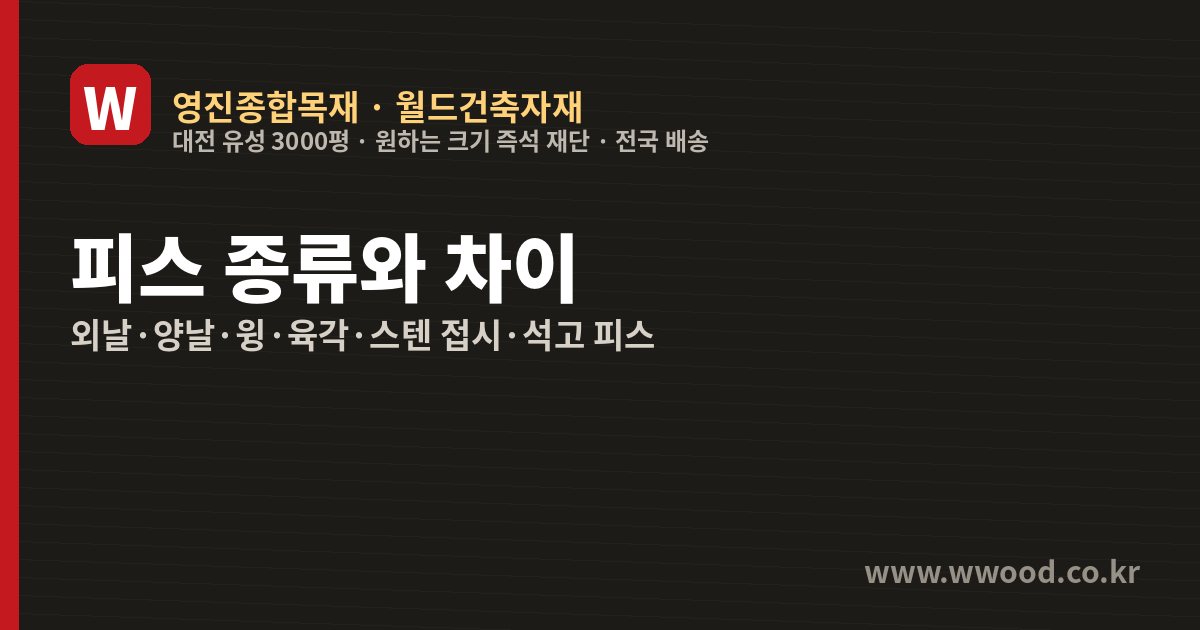 W
영진종합목재 · 월드건축자재
대전 유성 3000평 · 원하는 크기 즉석 재단 · 전국 배송
피스 종류와 차이
외날·양날·윙·육각·스텐 접시·석고 피스
www.wwood.co.kr